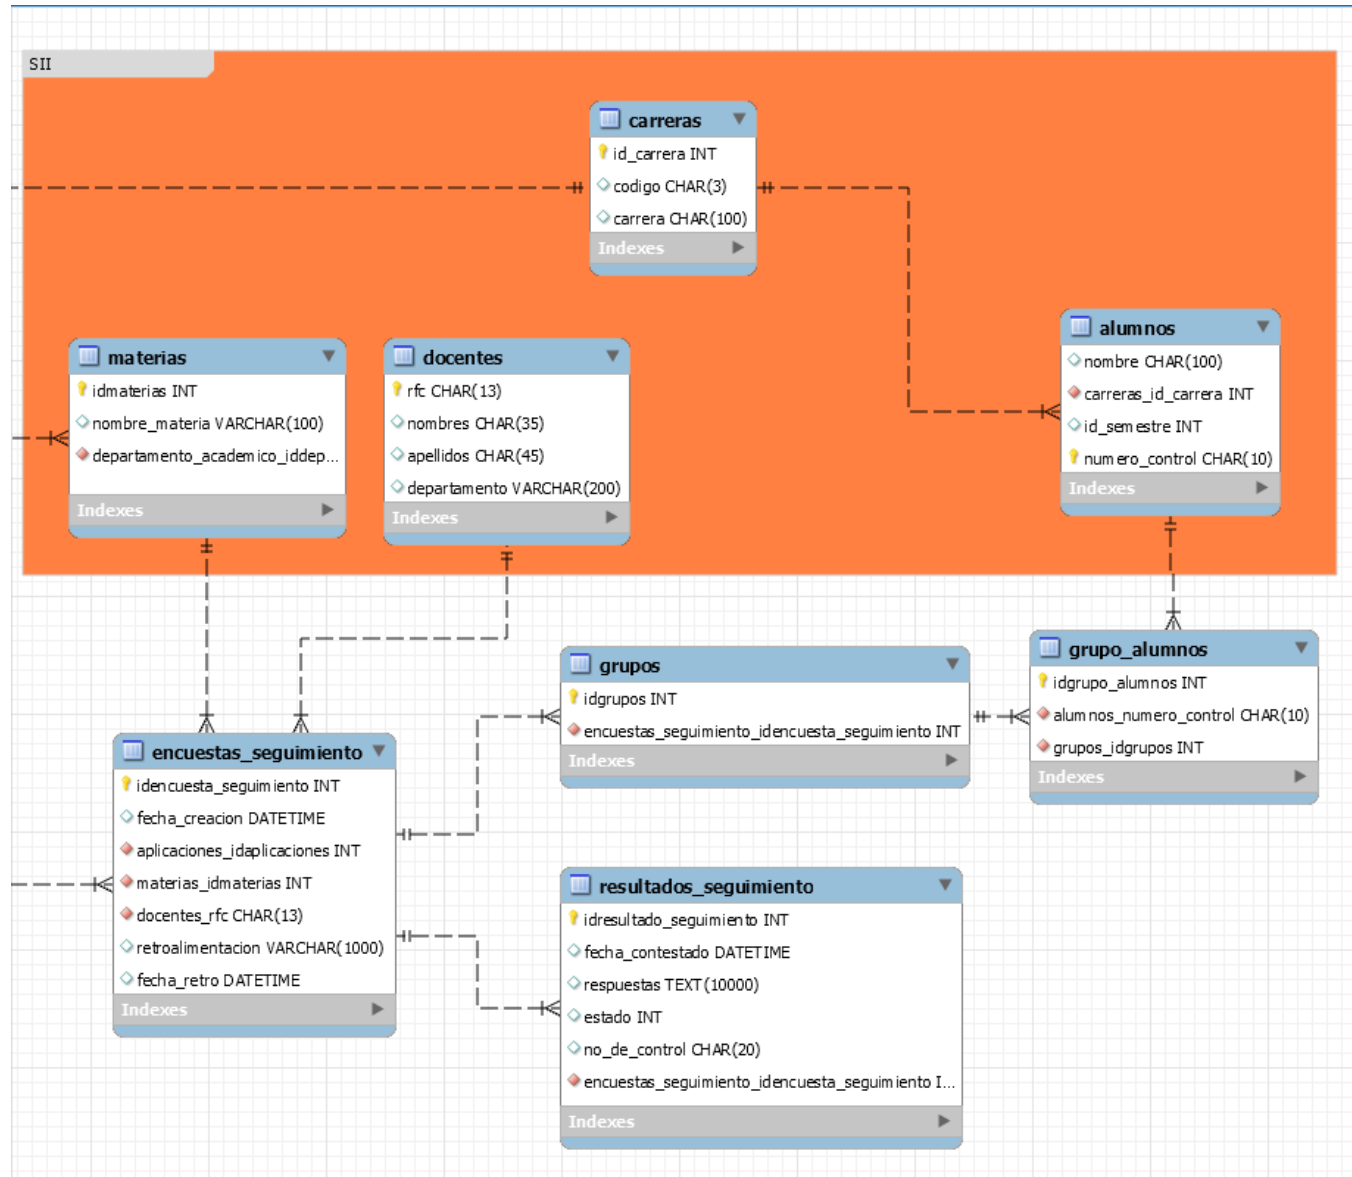 SII
carreras
id_carrera INT
codigo CHAR(3)
carrera CHAR(100)
Indexes
alumnos
nombre CHAR(100)
carreras_id_carrera INT
id_semestre INT
numero_control CHAR(10)
Indexes
materias
idmaterias INT
nombre_materia VARCHAR(100)
departamento_academico_iddep...
Indexes
docentes
rfc CHAR(13)
nombres CHAR(35)
apellidos CHAR(45)
departamento VARCHAR(200)
Indexes
grupos
idgrupos INT
encuestas_seguimiento_idencuesta_seguimiento INT
Indexes
grupo_alumnos
idgrupo_alumnos INT
alumnos_numero_control CHAR(10)
grupos_idgrupos INT
Indexes
encuestas_seguimiento
idencuesta_seguimiento INT
fecha_creacion DATETIME
aplicaciones_idaplicaciones INT
materias_idmaterias INT
docentes_rfc CHAR(13)
retroalimentacion VARCHAR(1000)
fecha_retro DATETIME
Indexes
resultados_seguimiento
idresultado_seguimiento INT
fecha_contestado DATETIME
respuestas TEXT(10000)
estado INT
no_de_control CHAR(20)
encuestas_seguimiento_idencuesta_seguimiento I...
Indexes